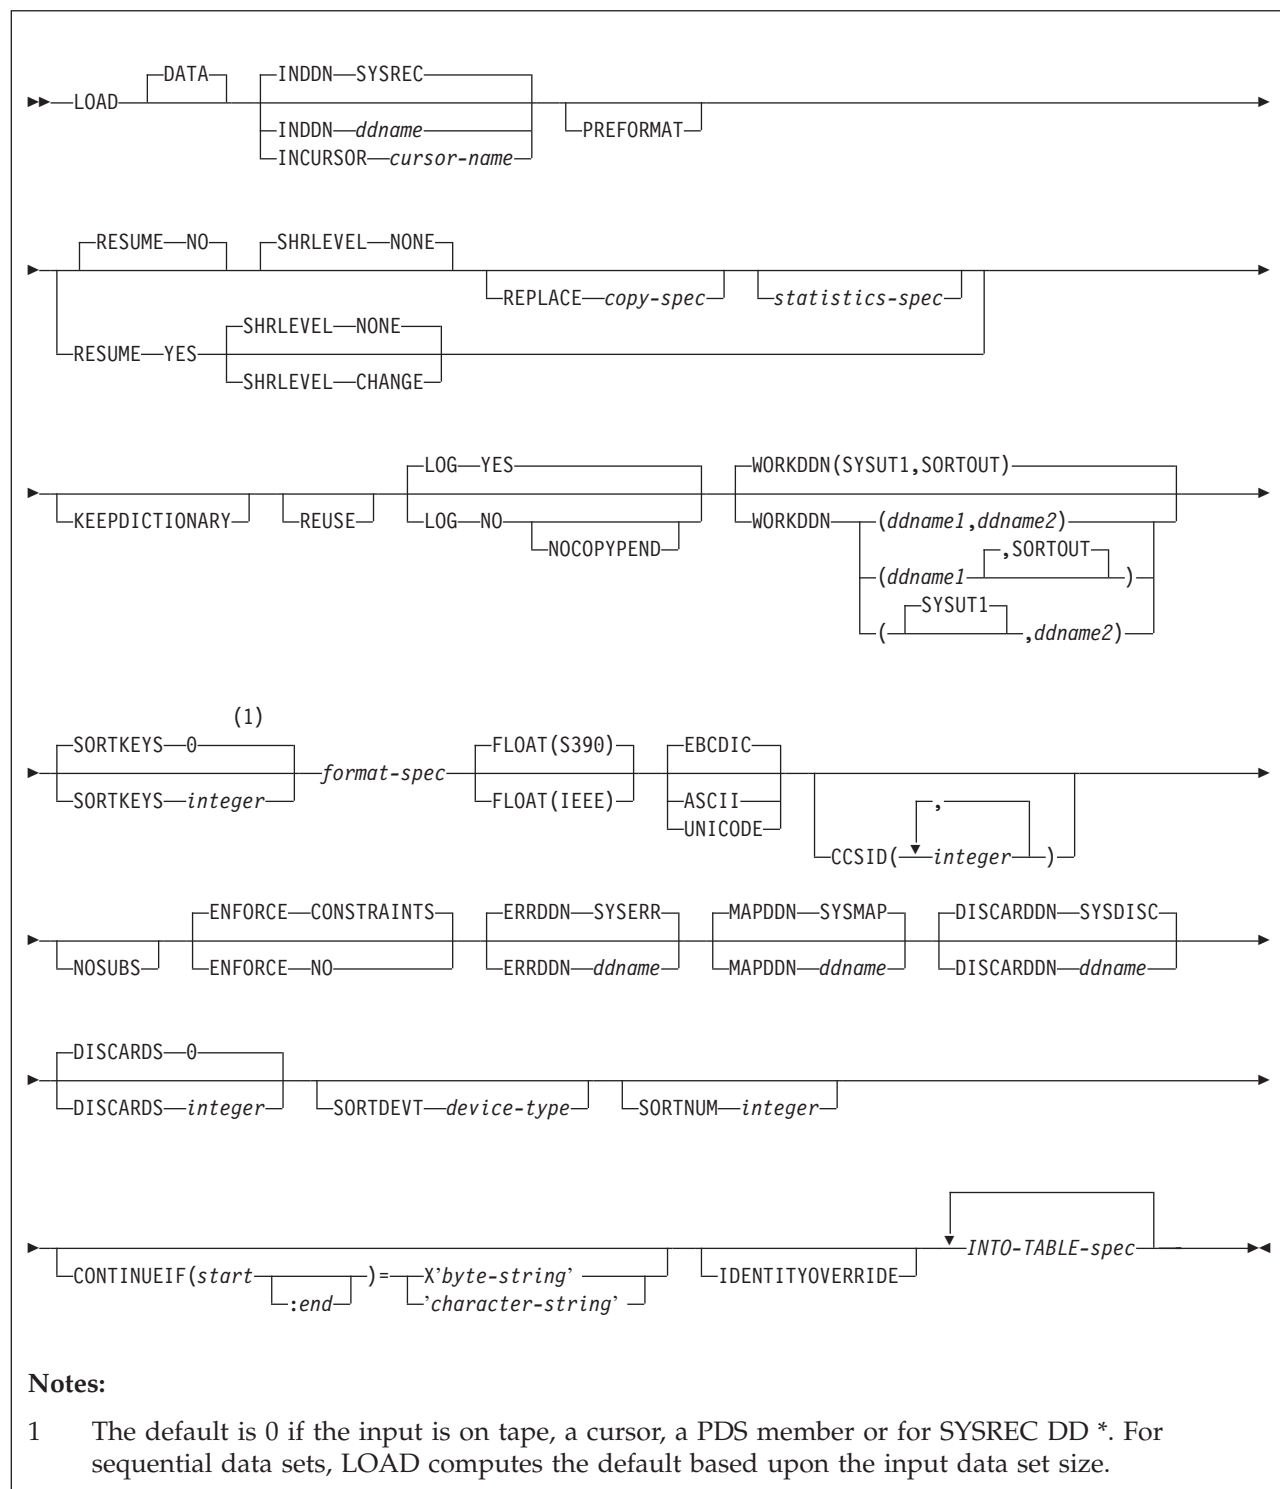 DATA INDDN SYSREC
LOAD
INDDN ddname PREFORMAT
INCURSOR cursor-name
RESUME NO SHRLEVEL NONE
REPLACE copy-spec statistics-spec
SHRLEVEL NONE
RESUME YES
SHRLEVEL CHANGE
LOG YES WORKDDN(SYSUT1,SORTOUT)
KEEPDICTIONARY REUSE LOG NO WORKDDN (ddname1,ddname2)
NOCOPYPEND ,SORTOUT
(ddname1 )
SYSUT1
( ,ddname2)
(1)
SORTKEYS 0 FLOAT(S390) EBCDIC
format-spec
SORTKEYS integer FLOAT(IEEE) ASCII ,
UNICODE
CCSID( integer )
ENFORCE CONSTRAINTS ERRDDN SYSERR MAPDDN SYSMAP DISCARDDN SYSDISC
NOSUBS ENFORCE NO ERRDDN ddname MAPDDN ddname DISCARDDN ddname
DISCARDS 0
DISCARDS integer SORTDEVT device-type SORTNUM integer
INTO-TABLE-spec
CONTINUEIF(start )= X'byte-string' IDENTITYOVERRIDE
:end 'character-string'
Notes:
1 The default is 0 if the input is on tape, a cursor, a PDS member or for SYSREC DD *. For
sequential data sets, LOAD computes the default based upon the input data set size.